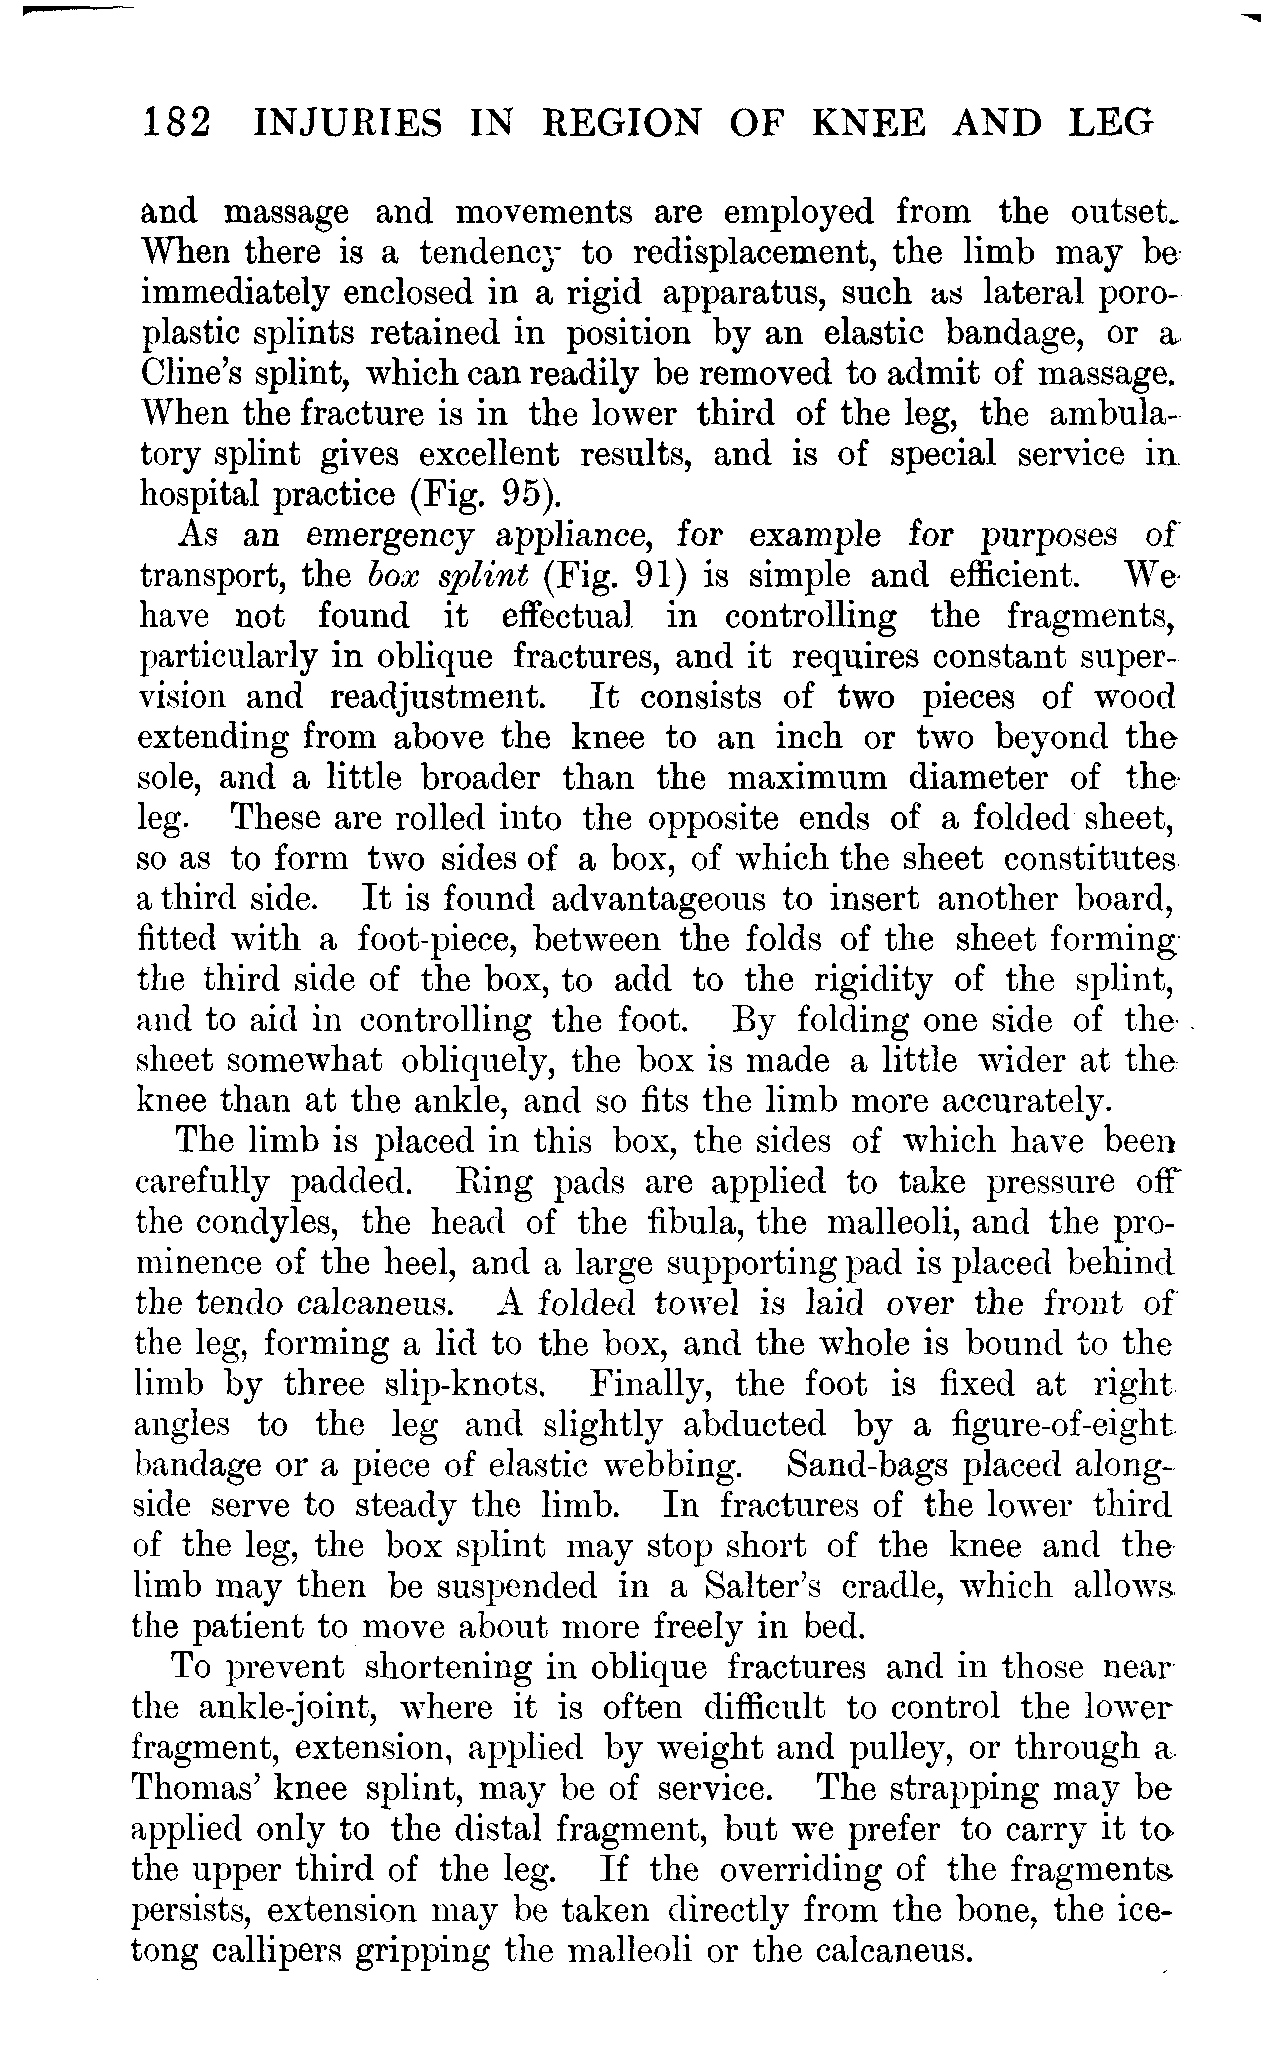 182 INJURIES IN REGION OF KNEE AND LEG
and massage and movements are employed from the outset.
When there is a tendency to redisplacement, the limb may be
immediately enclosed in a rigid apparatus, such as lateral poro-
plastic splints retained in position by an elastic bandage, or a
Cline's splint, which can readily be removed to admit of massage.
When the fracture is in the lower third of the leg, the ambula-
tory splint gives excellent results, and is of special service in
hospital practice (Fig. 95).
As an emergency appliance, for example for purposes of
transport, the box splint (Fig. 91) is simple and efficient. We
have not found it effectual in controlling the fragments,
particularly in oblique fractures, and it requires constant super-
vision and readjustment. It consists of two pieces of wood
extending from above the knee to an inch or two beyond the
sole, and a little broader than the maximum diameter of the
leg. These are rolled into the opposite ends of a folded sheet,
so as to form two sides of a box, of which the sheet constitutes
a third side. It is found advantageous to insert another board,
fitted with a foot-piece, between the folds of the sheet forming
the third side of the box, to add to the rigidity of the splint,
and to aid in controlling the foot. By folding one side of the
sheet somewhat obliquely, the box is made a little wider at the
knee than at the ankle, and so fits the limb more accurately.
The limb is placed in this box, the sides of which have been
carefully padded. Ring pads are applied to take pressure off
the condyles, the head of the fibula, the malleoli, and the pro-
minence of the heel, and a large supporting pad is placed behind
the tendo calcaneus. A folded towel is laid over the front of
the leg, forming a lid to the box, and the whole is bound to the
limb by three slip-knots. Finally, the foot is fixed at right
angles to the leg and slightly abducted by a figure-of-eight
bandage or a piece of elastic webbing. Sand-bags placed along-
side serve to steady the limb. In fractures of the lower third
of the leg, the box splint may stop short of the knee and the
limb may then be suspended in a Salter's cradle, which allows
the patient to move about more freely in bed.
To prevent shortening in oblique fractures and in those near
the ankle-joint, where it is often difficult to control the lower
fragment, extension, applied by weight and pulley, or through a
Thomas' knee splint, may be of service. The strapping may be
applied only to the distal fragment, but we prefer to carry it to
the upper third of the leg. If the overriding of the fragments
persists, extension may be taken directly from the bone, the ice-
tong callipers gripping the malleoli or the calcaneus.